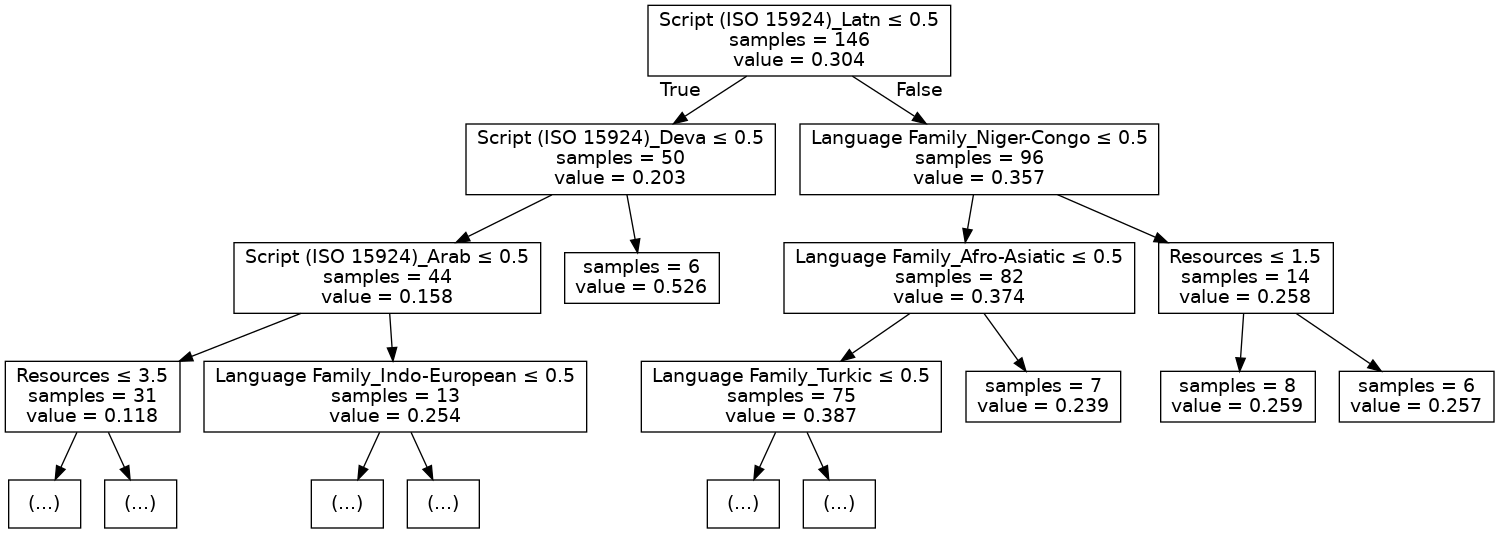 Script (ISO 15924)_Latn ≤ 0.5
samples = 146
value = 0.304
True
False
Script (ISO 15924)_Deva ≤ 0.5
samples = 50
value = 0.203
Language Family_Niger-Congo ≤ 0.5
samples = 96
value = 0.357
Script (ISO 15924)_Arab ≤ 0.5
samples = 44
value = 0.158
samples = 6
value = 0.526
Language Family_Afro-Asiatic ≤ 0.5
samples = 82
value = 0.374
Resources ≤ 1.5
samples = 14
value = 0.258
Resources ≤ 3.5
samples = 31
value = 0.118
Language Family_Indo-European ≤ 0.5
samples = 13
value = 0.254
Language Family_Turkic ≤ 0.5
samples = 75
value = 0.387
samples = 7
value = 0.239
samples = 8
value = 0.259
samples = 6
value = 0.257
(...)
(...)
(...)
(...)
(...)
(...)